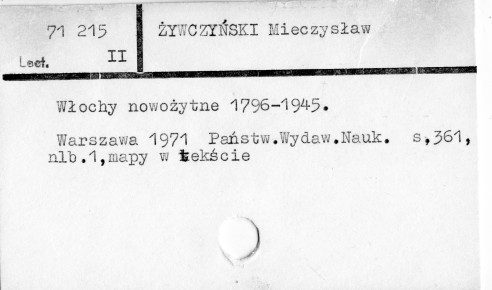 71 215 ŻYWCZYŃSKI Mieczysław
Lect. II
Włochy nowożytne 1796-1945.
Warszawa 1971 Państw.Wydaw.Nauk. s,361,
nlb.1,mapy w tekście